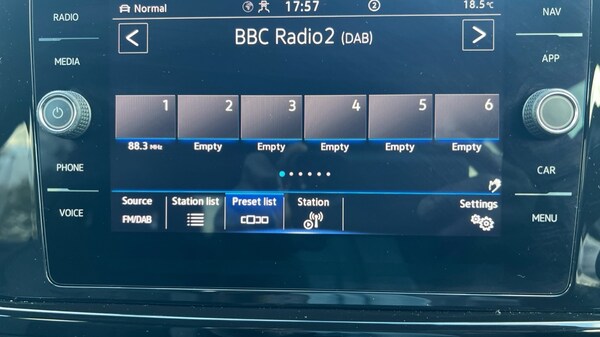 RADIO
MEDIA
PHONE
VOICE
Normal 17:57 2 18.5°C
< BBC Radio2 (DAB) >
1 2 3 4 5 6
88.3 MHz Empty Empty Empty Empty Empty
Source Station list Preset list Station Settings
FM/DAB
NAV
APP
CAR
MENU